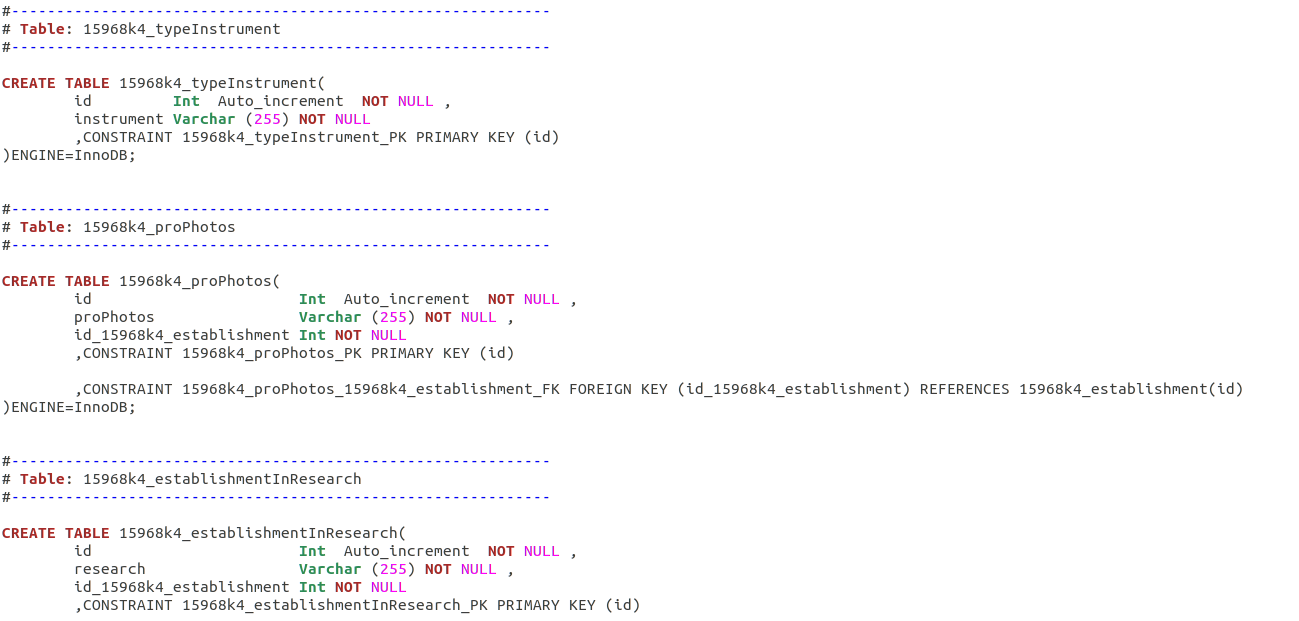 #------------------------------------------------------------
# Table: 15968k4_typeInstrument
#------------------------------------------------------------
CREATE TABLE 15968k4_typeInstrument(
        id         Int  Auto_increment  NOT NULL ,
        instrument Varchar (255) NOT NULL
        ,CONSTRAINT 15968k4_typeInstrument_PK PRIMARY KEY (id)
)ENGINE=InnoDB;
#------------------------------------------------------------
# Table: 15968k4_proPhotos
#------------------------------------------------------------
CREATE TABLE 15968k4_proPhotos(
        id                       Int  Auto_increment  NOT NULL ,
        proPhotos                Varchar (255) NOT NULL ,
        id_15968k4_establishment Int NOT NULL
        ,CONSTRAINT 15968k4_proPhotos_PK PRIMARY KEY (id)
        ,CONSTRAINT 15968k4_proPhotos_15968k4_establishment_FK FOREIGN KEY (id_15968k4_establishment) REFERENCES 15968k4_establishment(id)
)ENGINE=InnoDB;
#------------------------------------------------------------
# Table: 15968k4_establishmentInResearch
#------------------------------------------------------------
CREATE TABLE 15968k4_establishmentInResearch(
        id                       Int  Auto_increment  NOT NULL ,
        research                 Varchar (255) NOT NULL ,
        id_15968k4_establishment Int NOT NULL
        ,CONSTRAINT 15968k4_establishmentInResearch_PK PRIMARY KEY (id)